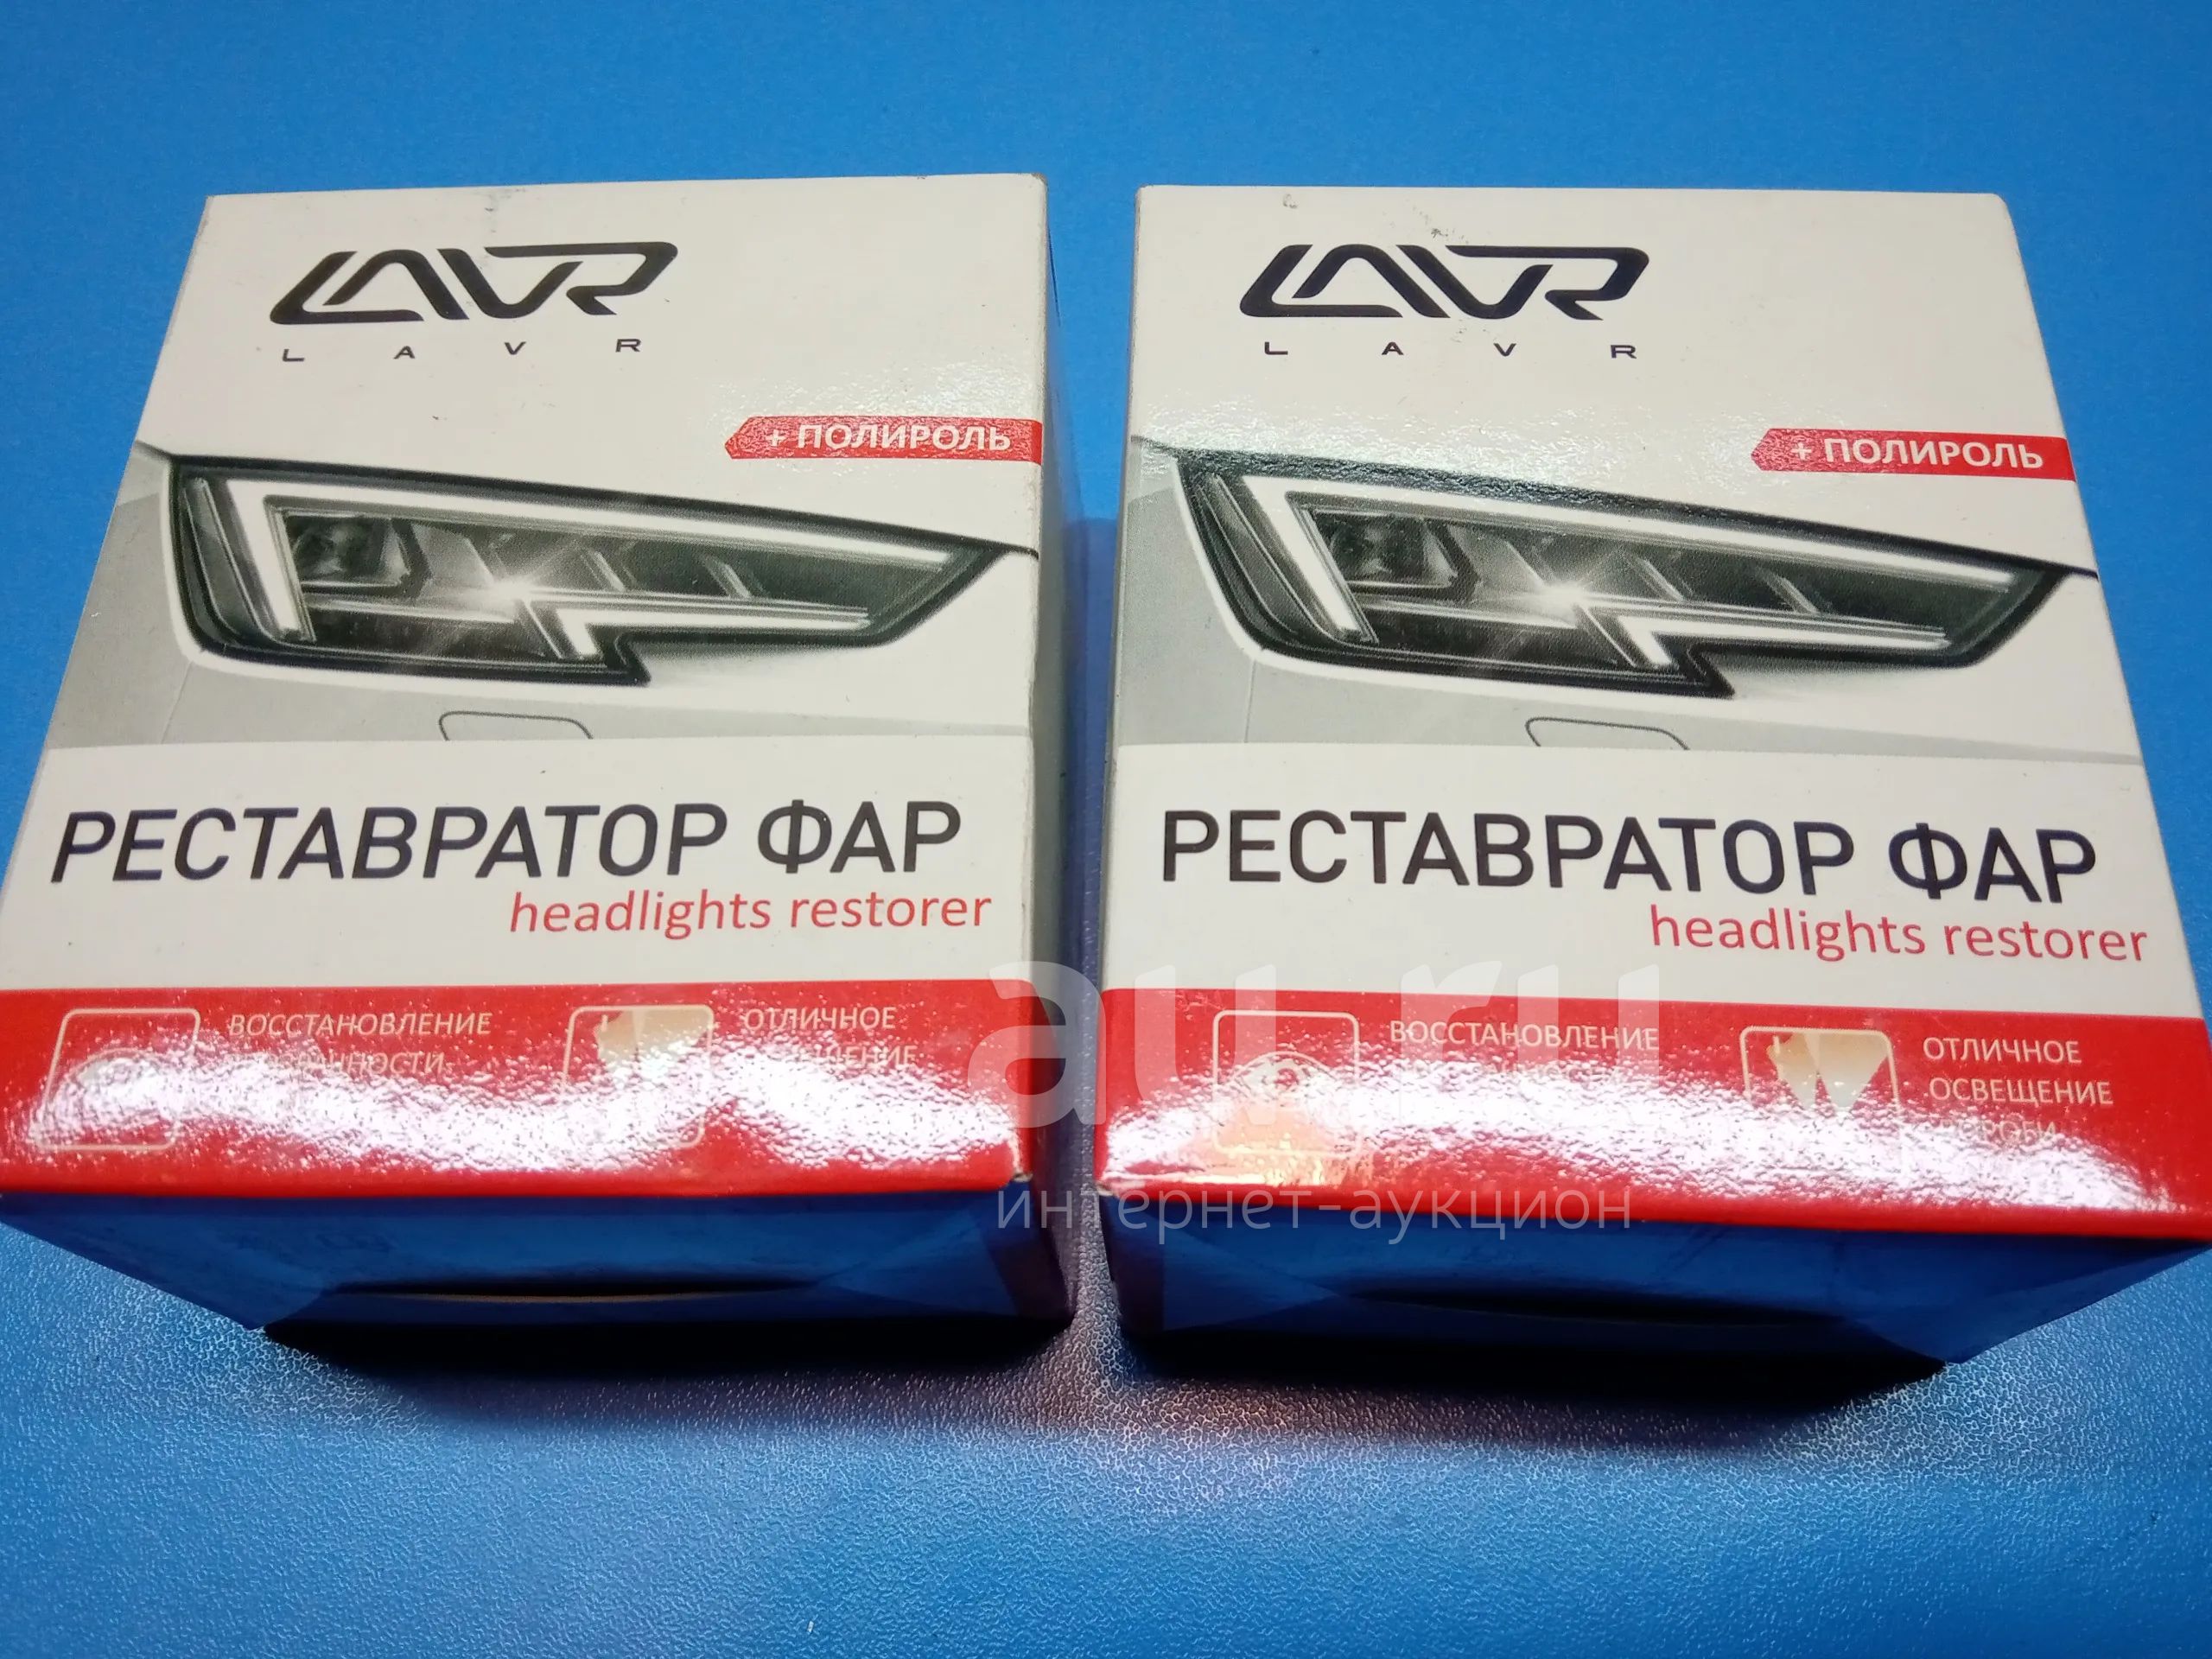 LAVR
L A V R
+ ПОЛИРОЛЬ
РЕСТАВРАТОР ФАР
headlights restorer
ВОССТАНОВЛЕНИЕ
ОТЛИЧНОЕ
LAVR
L A V R
+ ПОЛИРОЛЬ
РЕСТАВРАТОР ФАР
headlights restorer
ВОССТАНОВЛЕНИЕ
ОТЛИЧНОЕ
ОСВЕЩЕНИЕ
au.ru
интернет-аукцион